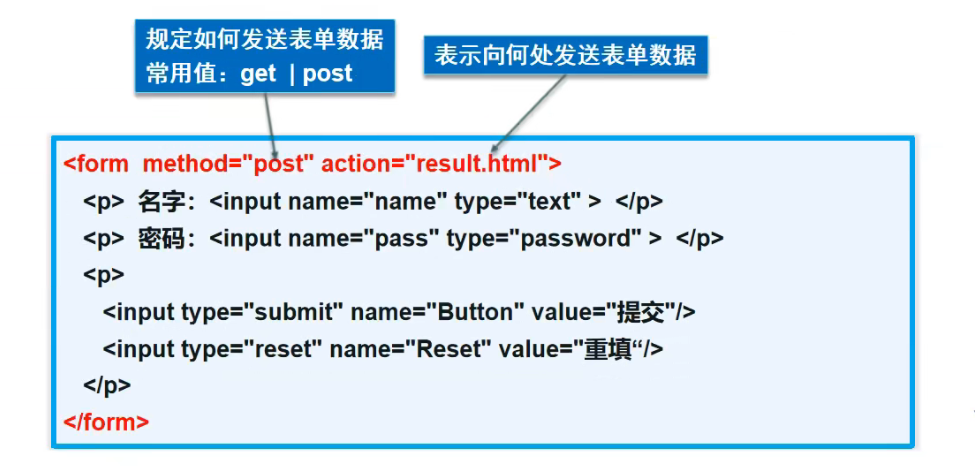 规定如何发送表单数据
常用值：get | post
表示向何处发送表单数据
<form method="post" action="result.html">
<p> 名字：<input name="name" type="text" > </p>
<p> 密码：<input name="pass" type="password" > </p>
<p>
<input type="submit" name="Button" value="提交"/>
<input type="reset" name="Reset" value="重填“/>
</p>
</form>